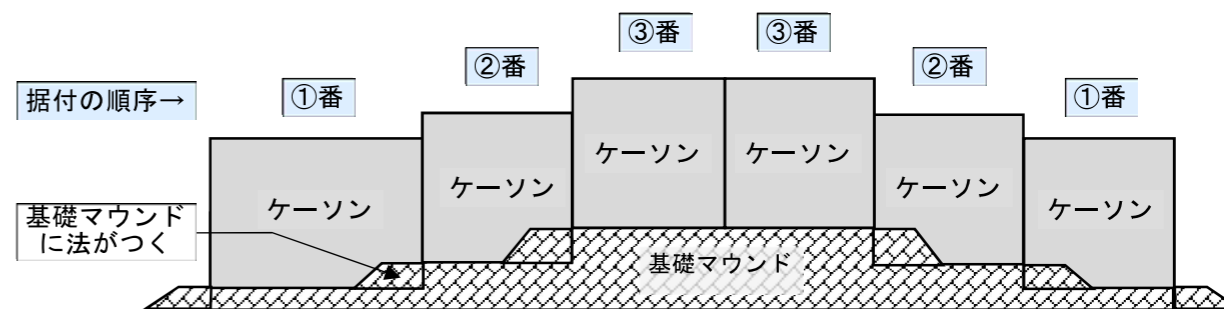 ③番
③番
②番
②番
据付の順序→
①番
①番
ケーソン
ケーソン
ケーソン
ケーソン
ケーソン
ケーソン
基礎マウンド
に法がつく
基礎マウンド